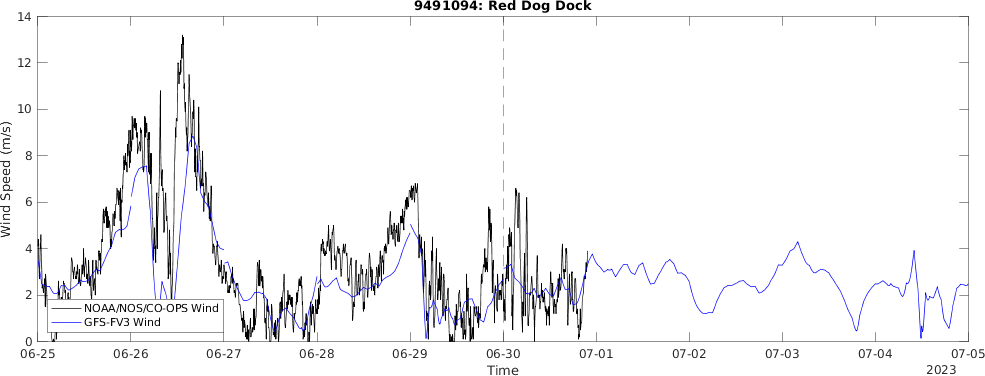 9491094: Red Dog Dock
Wind Speed (m/s)
14
12
10
8
6
4
2
0
NOAA/NOS/CO-OPS Wind
GFS-FV3 Wind
06-25 06-26 06-27 06-28 06-29 06-30 07-01 07-02 07-03 07-04 07-05
Time
2023